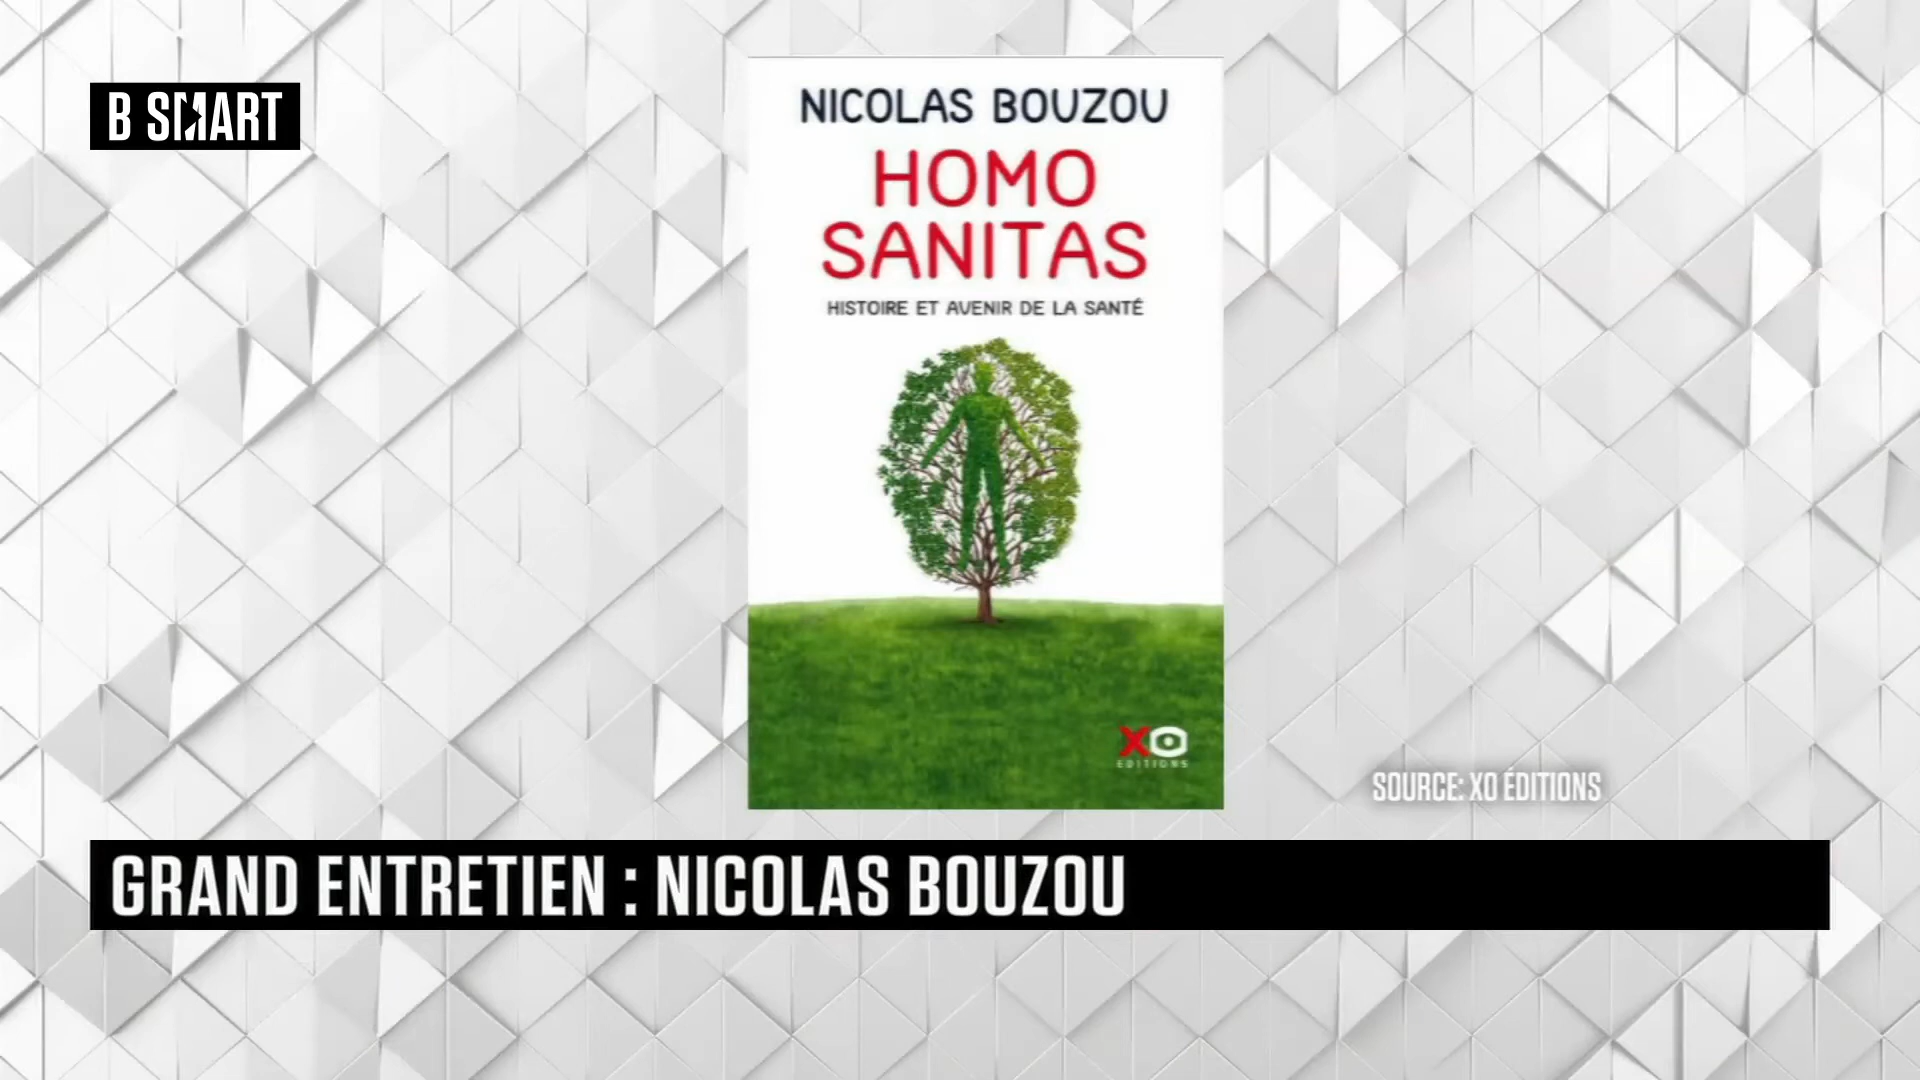 B SMART
NICOLAS BOUZOU
HOMO
SANITAS
HISTOIRE ET AVENIR DE LA SANTÉ
XO
EDITIONS
SOURCE: XO ÉDITIONS
GRAND ENTRETIEN : NICOLAS BOUZOU